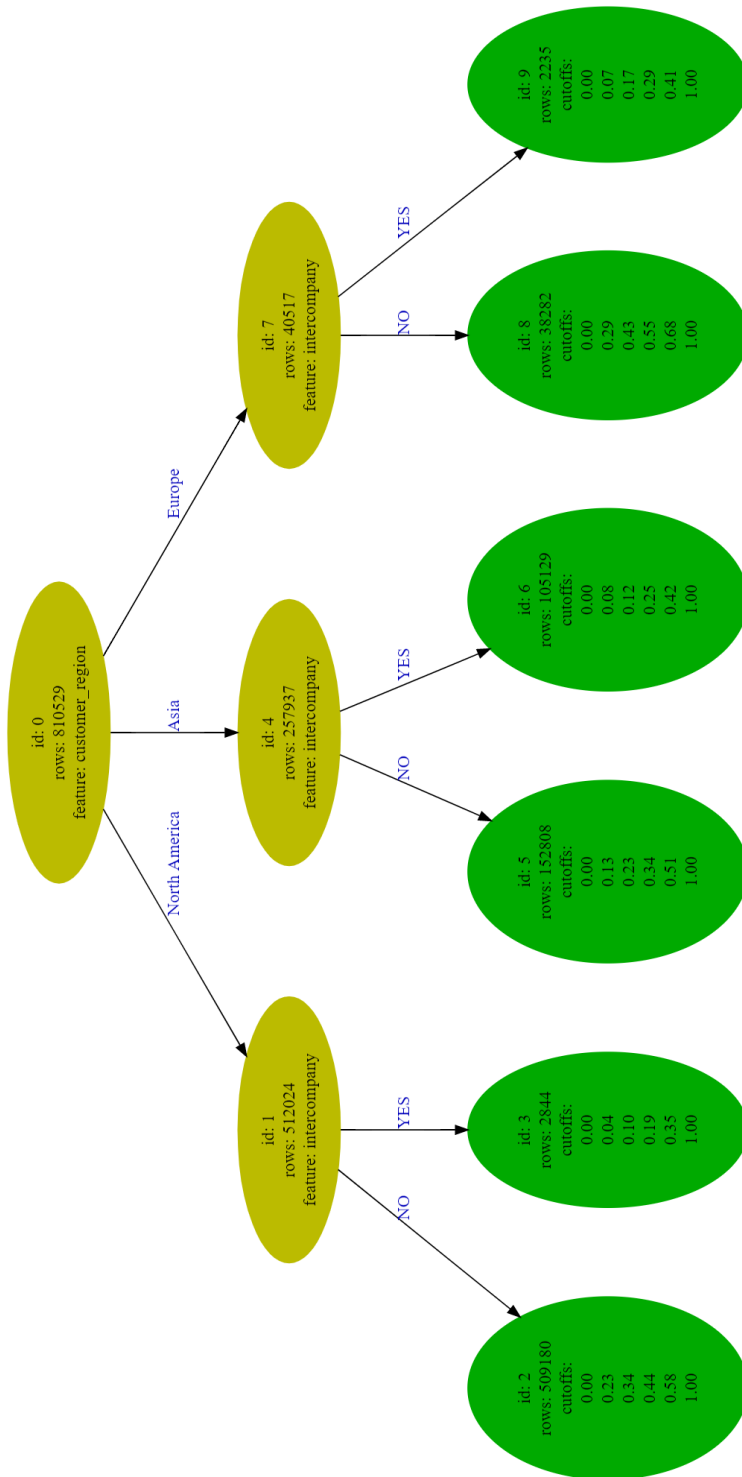 id: 0
rows: 810529
feature: customer_region
North America
Asia
Europe
id: 1
rows: 512024
feature: intercompany
id: 4
rows: 257937
feature: intercompany
id: 7
rows: 40517
feature: intercompany
NO
YES
NO
YES
NO
YES
id: 2
rows: 509180
cutoffs:
0.00
0.23
0.34
0.44
0.58
1.00
id: 3
rows: 2844
cutoffs:
0.00
0.04
0.10
0.19
0.35
1.00
id: 5
rows: 152808
cutoffs:
0.00
0.13
0.23
0.34
0.51
1.00
id: 6
rows: 105129
cutoffs:
0.00
0.08
0.12
0.25
0.42
1.00
id: 8
rows: 38282
cutoffs:
0.00
0.29
0.43
0.55
0.68
1.00
id: 9
rows: 2235
cutoffs:
0.00
0.07
0.17
0.29
0.41
1.00